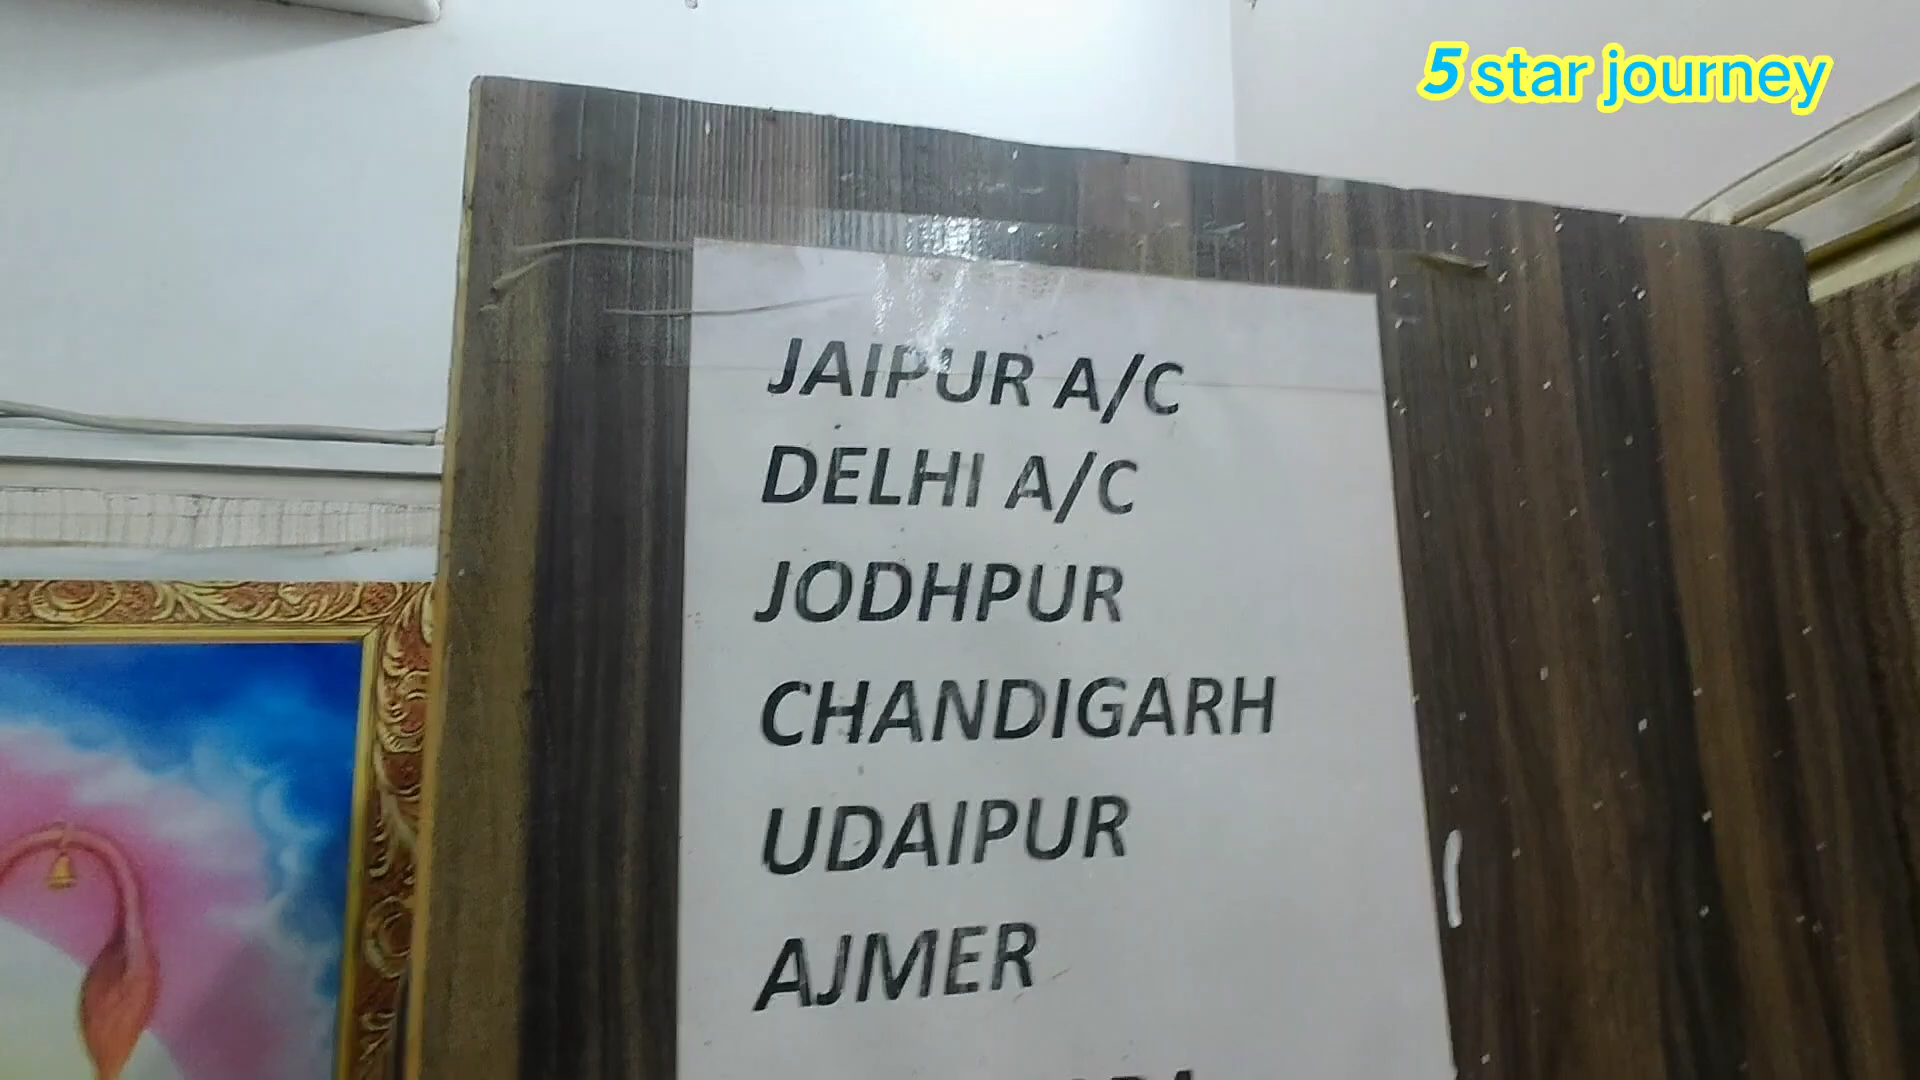 5 star journey
JAIPUR A/C
DELHI A/C
JODHPUR
CHANDIGARH
UDAIPUR
AJMER